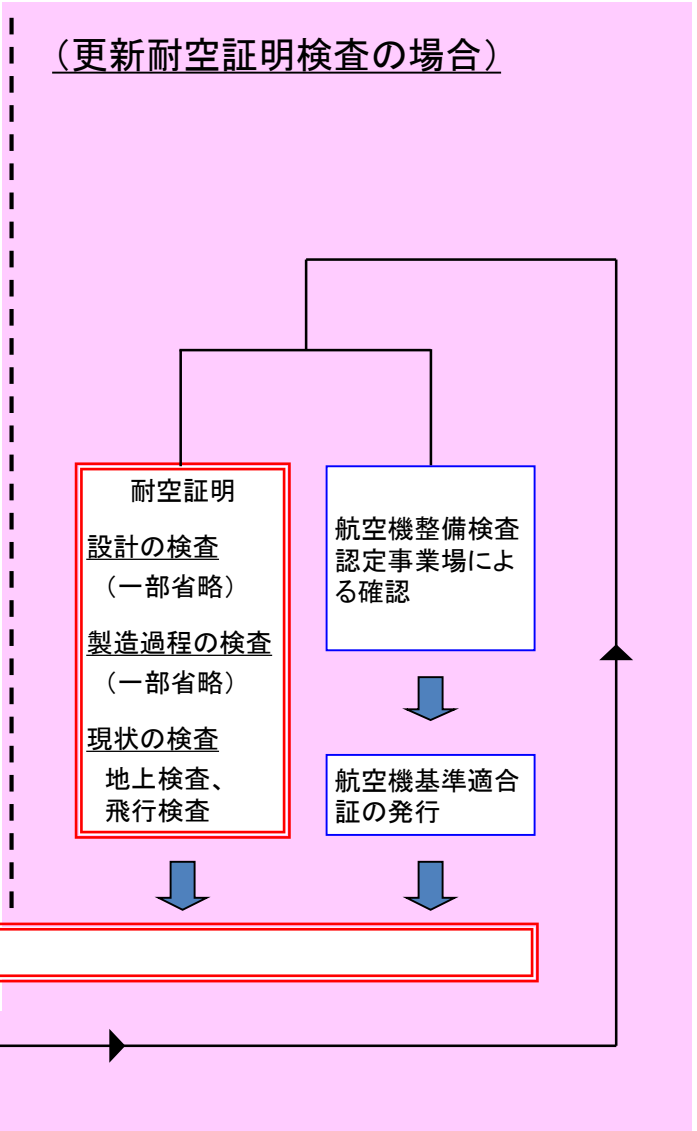 （更新耐空証明検査の場合）
耐空証明
設計の検査
（一部省略）
製造過程の検査
（一部省略）
現状の検査
地上検査、
飛行検査
航空機整備検査
認定事業場によ
る確認
航空機基準適合
証の発行